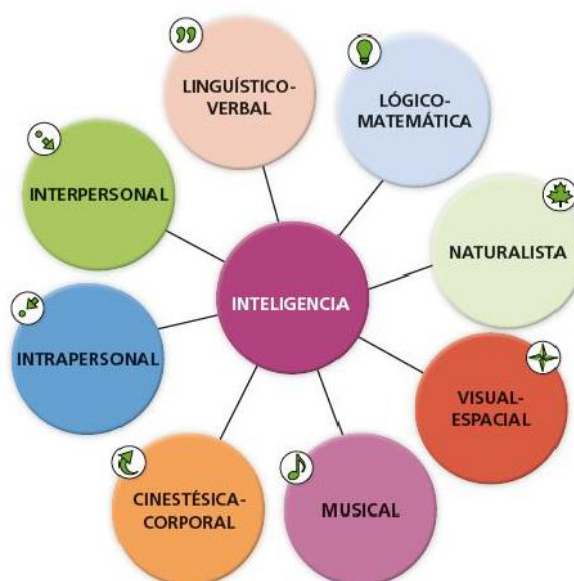 LINGUÍSTICO-
VERBAL
LÓGICO-
MATEMÁTICA
INTERPERSONAL
NATURALISTA
INTELIGENCIA
INTRAPERSONAL
VISUAL-
ESPACIAL
CINESTÉSICA-
CORPORAL
MUSICAL